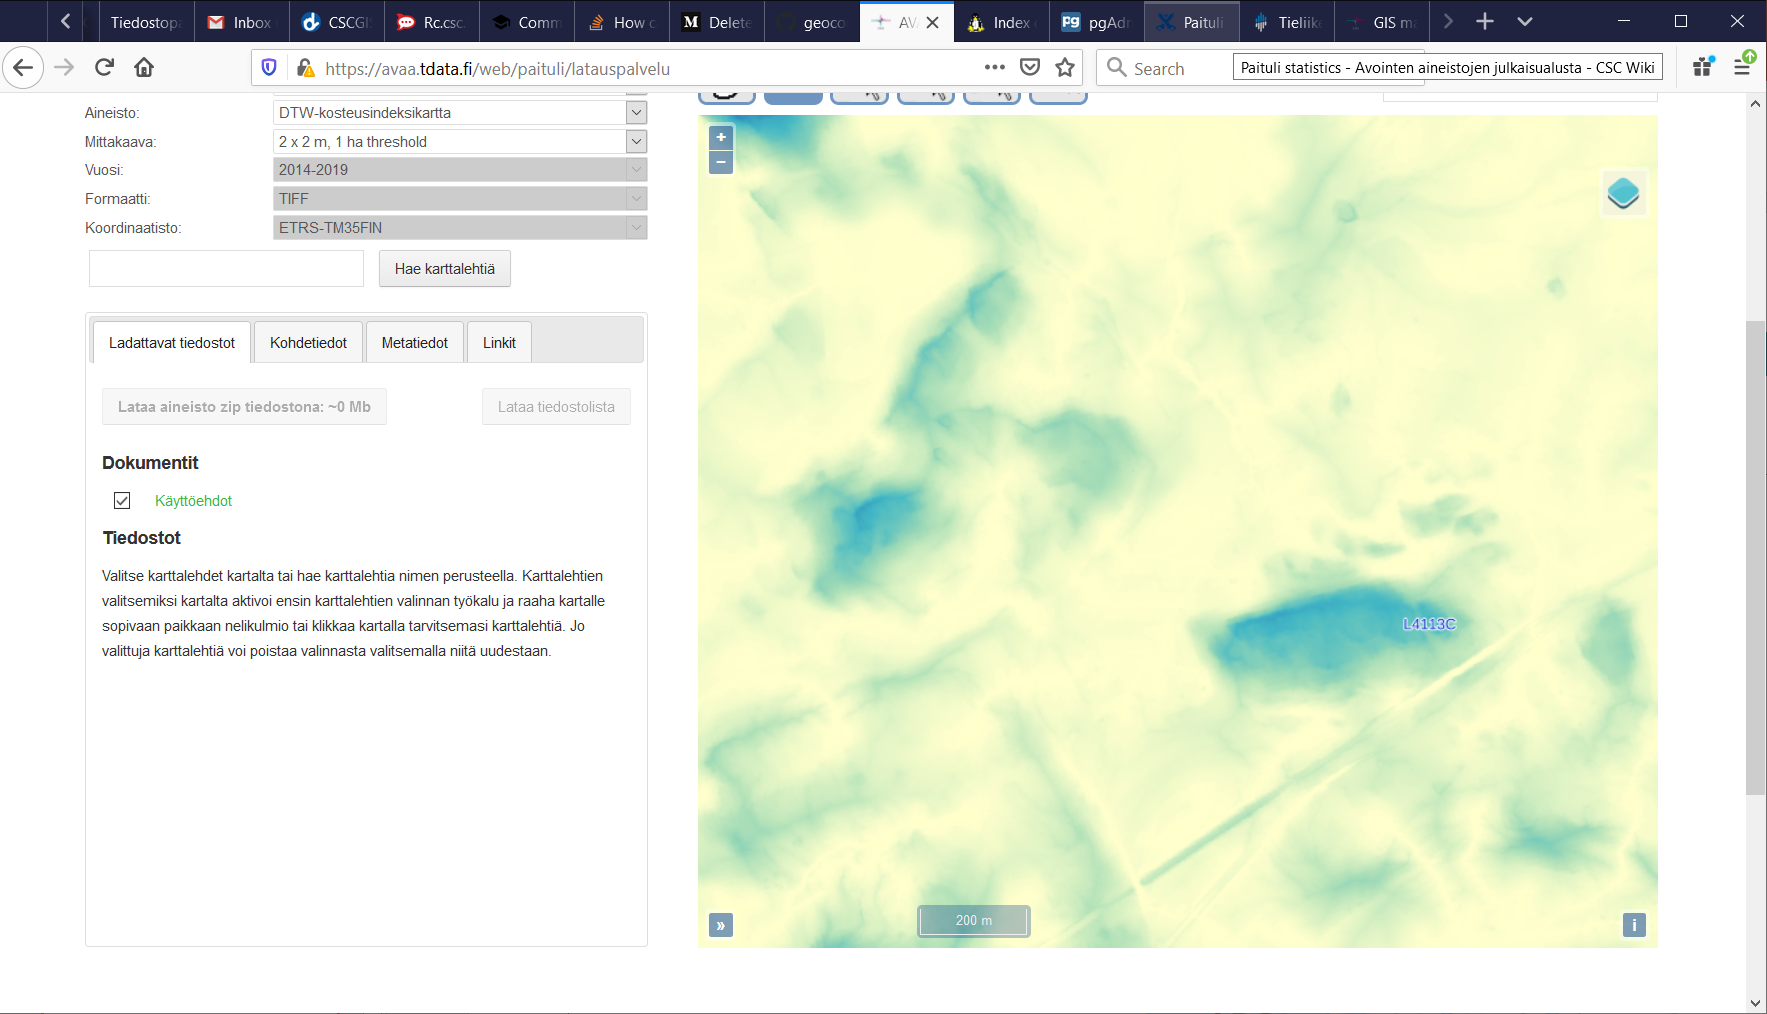 Tiedostopa
Inbox
CSCGI
Rc.csc
Comm
How c
Delete
geoco
AVA
Index
pgAdr
Paituli
Tieliike
GIS ma
https://avaa.tdata.fi/web/paituli/latauspalvelu
Search
Paituli statistics - Avointen aineistojen julkaisualusta - CSC Wiki
Aineisto: DTW-kosteusindeksikartta
Mittakaava: 2 x 2 m, 1 ha threshold
Vuosi: 2014-2019
Formaatti: TIFF
Koordinaatisto: ETRS-TM35FIN
Hae karttalehtiä
Ladattavat tiedostot
Kohdetiedot
Metatiedot
Linkit
Lataa aineisto zip tiedostona: ~0 Mb
Lataa tiedostolista
Dokumentit
Käyttöehdot
Tiedostot
Valitse karttalehdet kartalta tai hae karttalehtia nimen perusteella. Karttalehtien
valitsemiksi kartalta aktivoi ensin karttalehtien valinnan työkalu ja raaha kartalle
sopivaan paikkaan nelikulmio tai klikkaa kartalla tarvitsemasi karttalehtiä. Jo
valittuja karttalehtiä voi poistaa valinnasta valitsemalla niitä uudestaan.
+
−
L4113C
»
200 m
i